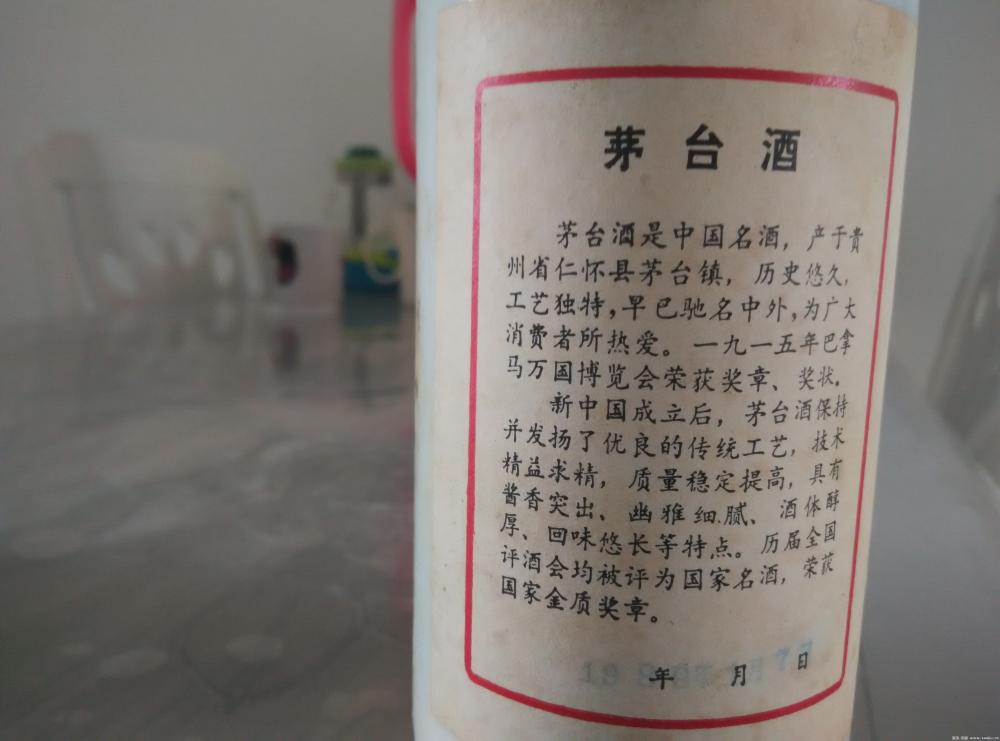 茅台酒
茅台酒是中国名酒，产于贵
州省仁怀县茅台镇，历史悠久，
工艺独特，早已驰名中外，为广大
消费者所热爱。一九一五年巴拿
马万国博览会荣获奖章、奖状。
新中国成立后，茅台酒保持
并发扬了优良的传统工艺，技术
精益求精，质量稳定提高，具有
酱香突出、幽雅细腻、酒体醇
厚、回味悠长等特点。历届全国
评酒会均被评为国家名酒，荣获
国家金质奖章。
年 月 日